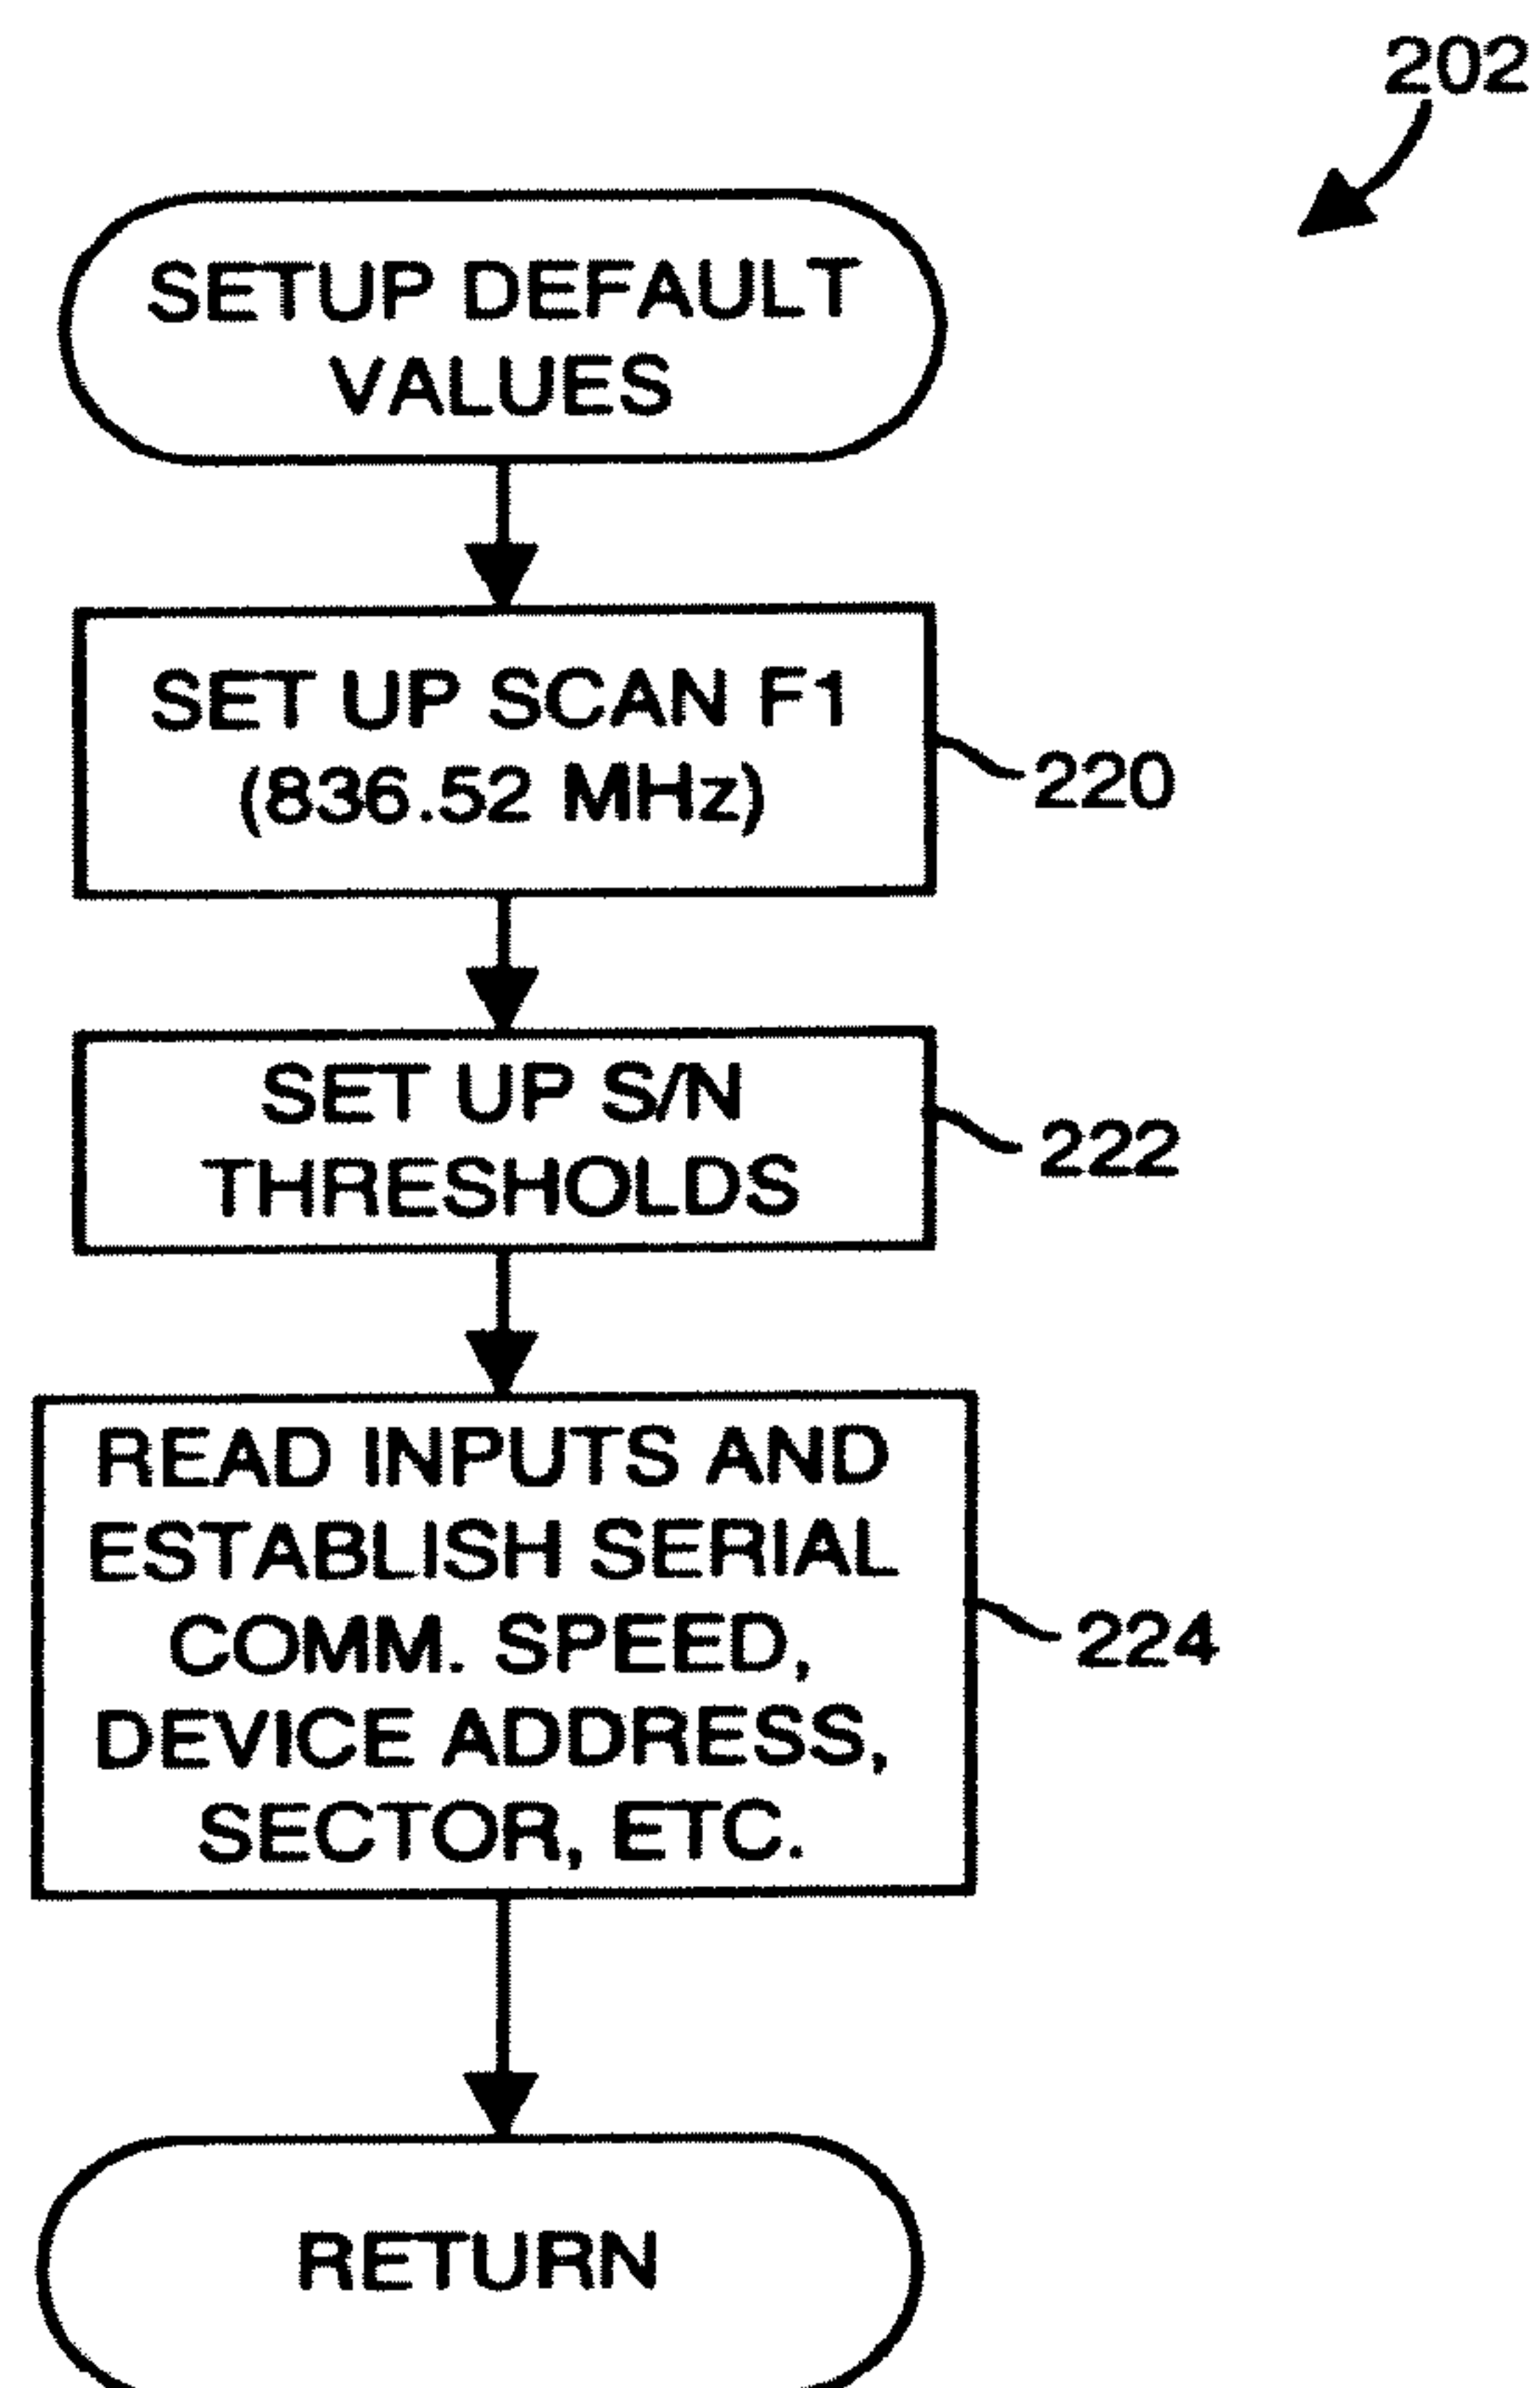 202
SETUP DEFAULT
VALUES
SET UP SCAN F1
(836.52 MHz)
220
SET UP S/N
THRESHOLDS
222
READ INPUTS AND
ESTABLISH SERIAL
COMM. SPEED,
DEVICE ADDRESS,
SECTOR, ETC.
224
RETURN